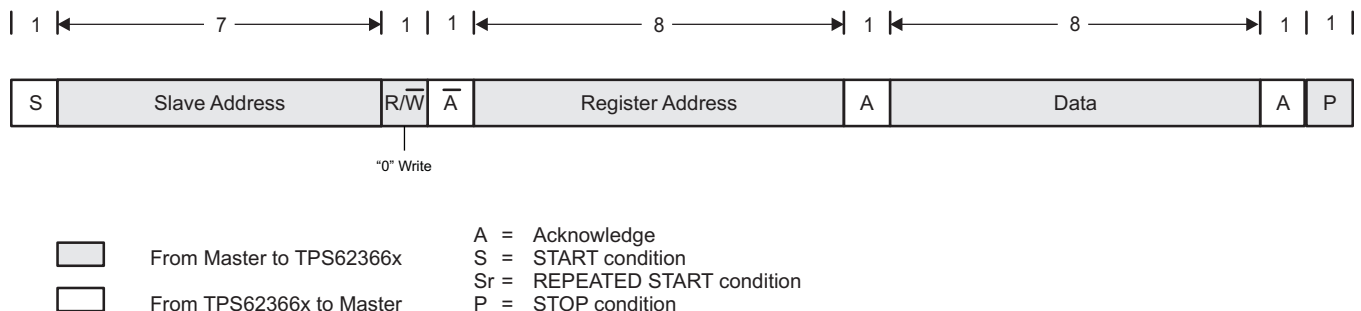 1 7 1 1 8 1 8 1 1
S Slave Address R/W̅ A̅ Register Address A Data A P
“0” Write
A = Acknowledge
From Master to TPS62366x S = START condition
Sr = REPEATED START condition
From TPS62366x to Master P = STOP condition